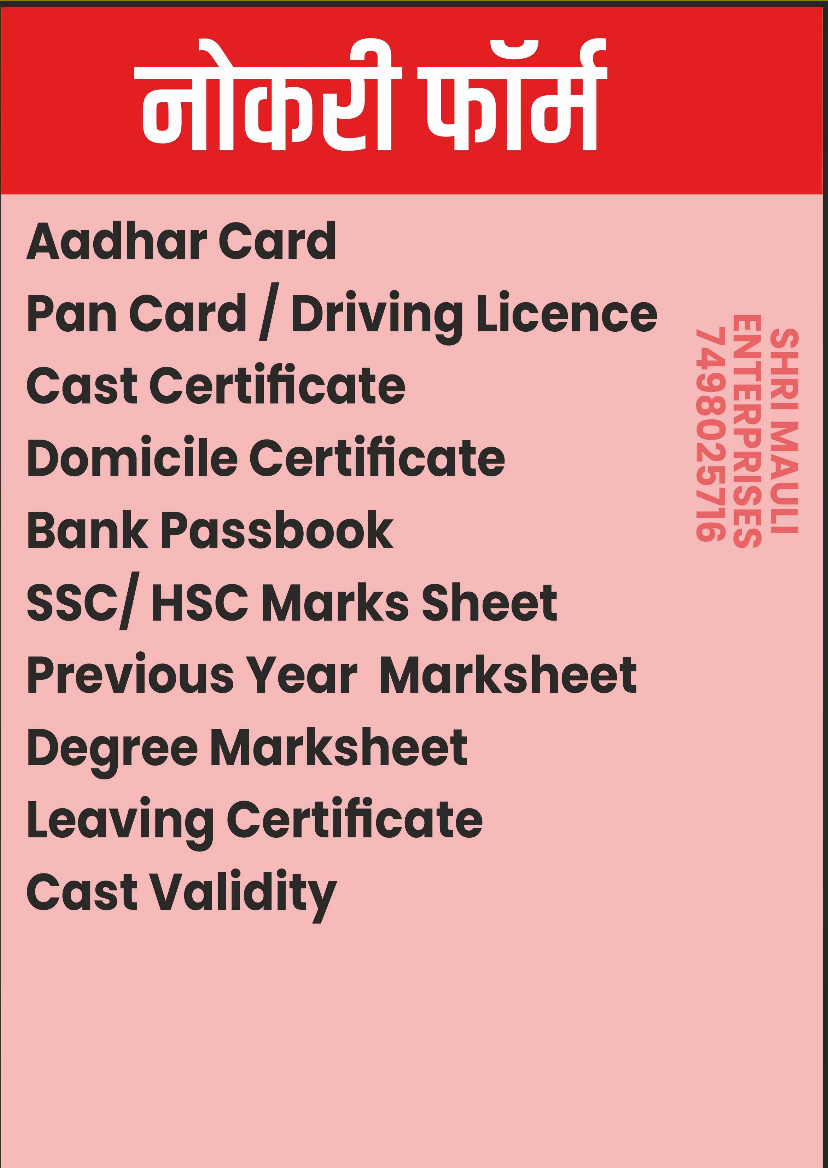 नोकरी फॉर्म
Aadhar Card
Pan Card / Driving Licence
Cast Certificate
Domicile Certificate
Bank Passbook
SSC/ HSC Marks Sheet
Previous Year  Marksheet
Degree Marksheet
Leaving Certificate
Cast Validity
SHRI MAULI
ENTERPRISES
7498025716